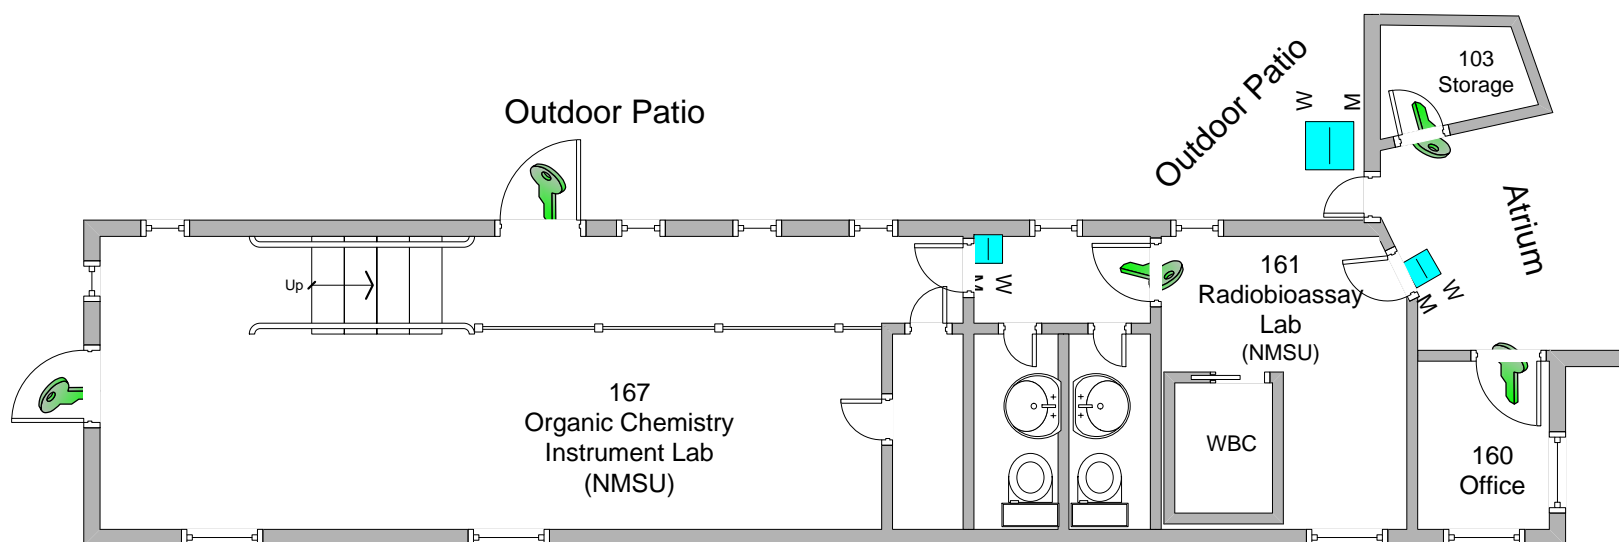 Outdoor Patio
Outdoor Patio
W
M
103
Storage
Atrium
Up
M
W
161
Radiobioassay
Lab
(NMSU)
W
M
167
Organic Chemistry
Instrument Lab
(NMSU)
WBC
160
Office